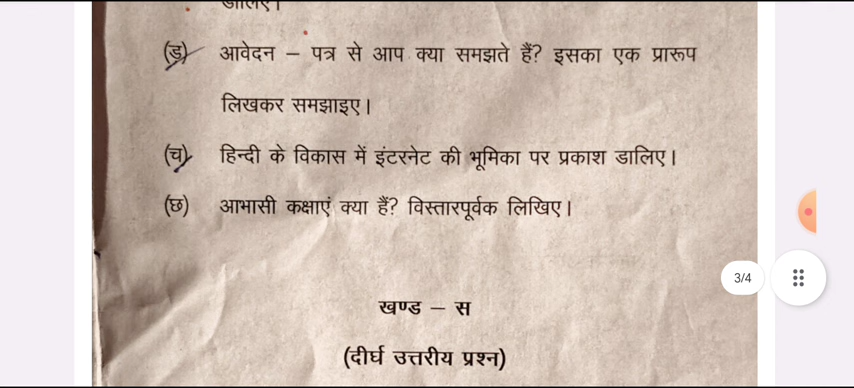 डालिए।
(ड) आवेदन – पत्र से आप क्या समझते हैं? इसका एक प्रारूप
लिखकर समझाइए।
(च) हिन्दी के विकास में इंटरनेट की भूमिका पर प्रकाश डालिए।
(छ) आभासी कक्षाएं क्या हैं? विस्तारपूर्वक लिखिए।
3/4
खण्ड – स
(दीर्घ उत्तरीय प्रश्न)